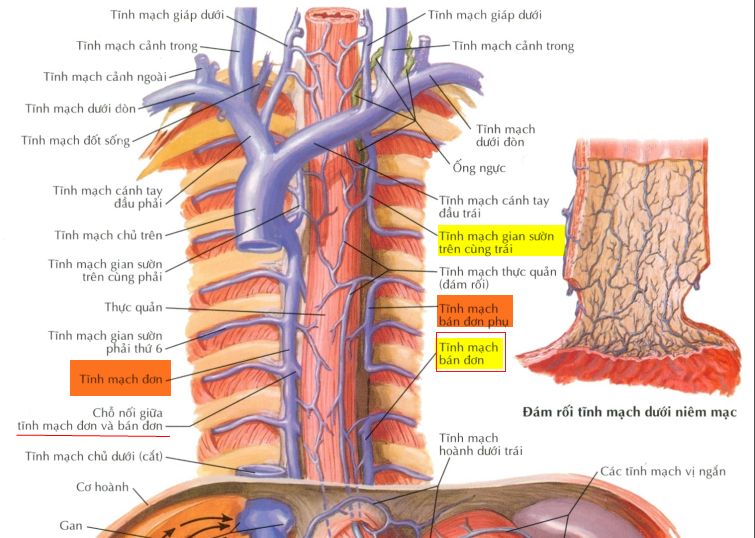 Tĩnh mạch giáp dưới
Tĩnh mạch cảnh trong
Tĩnh mạch cảnh ngoài
Tĩnh mạch dưới đòn
Tĩnh mạch đốt sống
Tĩnh mạch cánh tay
đầu phải
Tĩnh mạch chủ trên
Tĩnh mạch gian sườn
trên cùng phải
Thực quản
Tĩnh mạch gian sườn
phải thứ 6
Tĩnh mạch đơn
Chỗ nối giữa
tĩnh mạch đơn và bán đơn
Tĩnh mạch chủ dưới (cắt)
Cơ hoành
Gan
Tĩnh mạch giáp dưới
Tĩnh mạch cảnh trong
Tĩnh mạch
dưới đòn
Ống ngực
Tĩnh mạch cánh tay
đầu trái
Tĩnh mạch gian sườn
trên cùng trái
Tĩnh mạch thực quản
(đám rối)
Tĩnh mạch
bán đơn phụ
Tĩnh mạch
bán đơn
Tĩnh mạch
hoành dưới trái
Các tĩnh mạch vị ngắn
Đám rối tĩnh mạch dưới niêm mạc